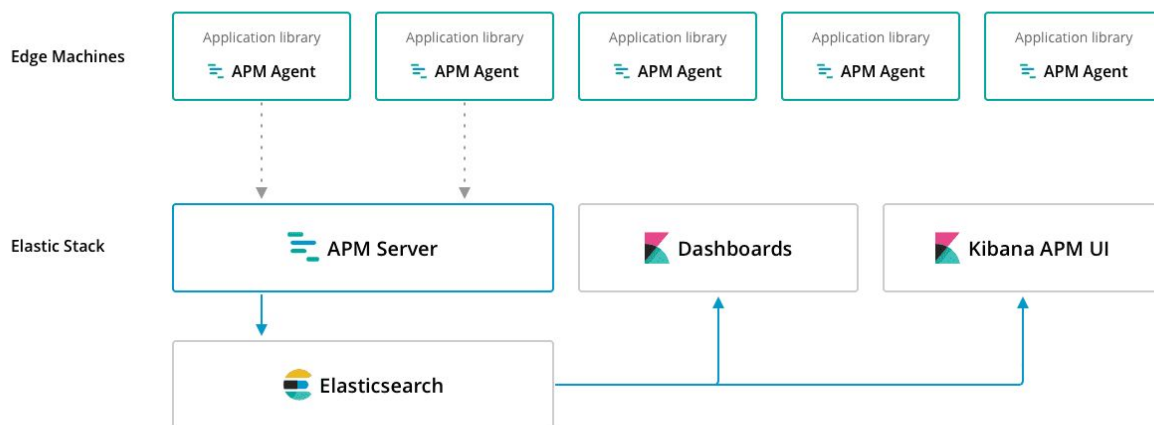 Edge Machines
Application library
APM Agent
Application library
APM Agent
Application library
APM Agent
Application library
APM Agent
Application library
APM Agent
Elastic Stack
APM Server
Dashboards
Kibana APM UI
Elasticsearch